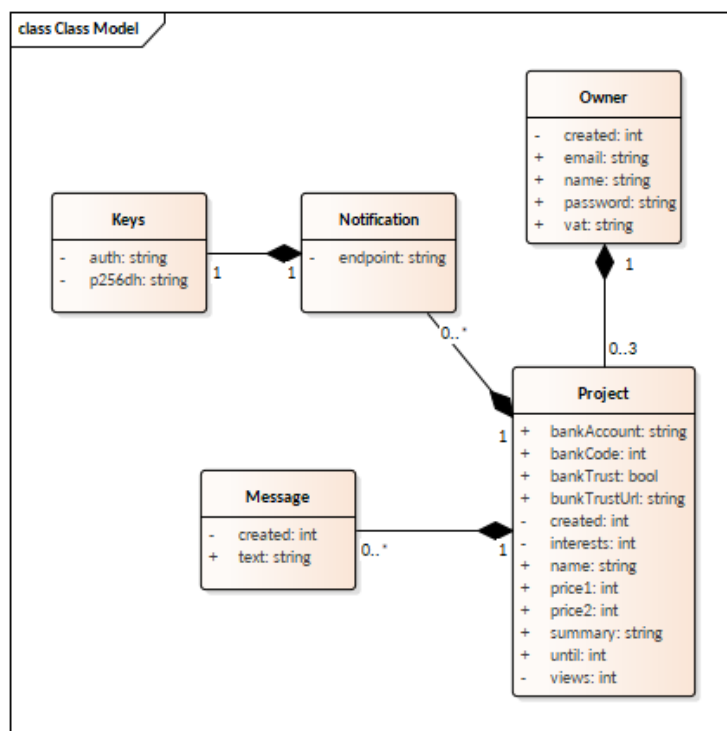 class Class Model
Owner
- created: int
+ email: string
+ name: string
+ password: string
+ vat: string
Keys
- auth: string
- p256dh: string
Notification
- endpoint: string
1
1
1
0..3
0..*
1
Project
+ bankAccount: string
+ bankCode: int
+ bankTrust: bool
+ bunkTrustUrl: string
- created: int
- interests: int
+ name: string
+ price1: int
+ price2: int
+ summary: string
+ until: int
- views: int
Message
- created: int
+ text: string
0..*
1